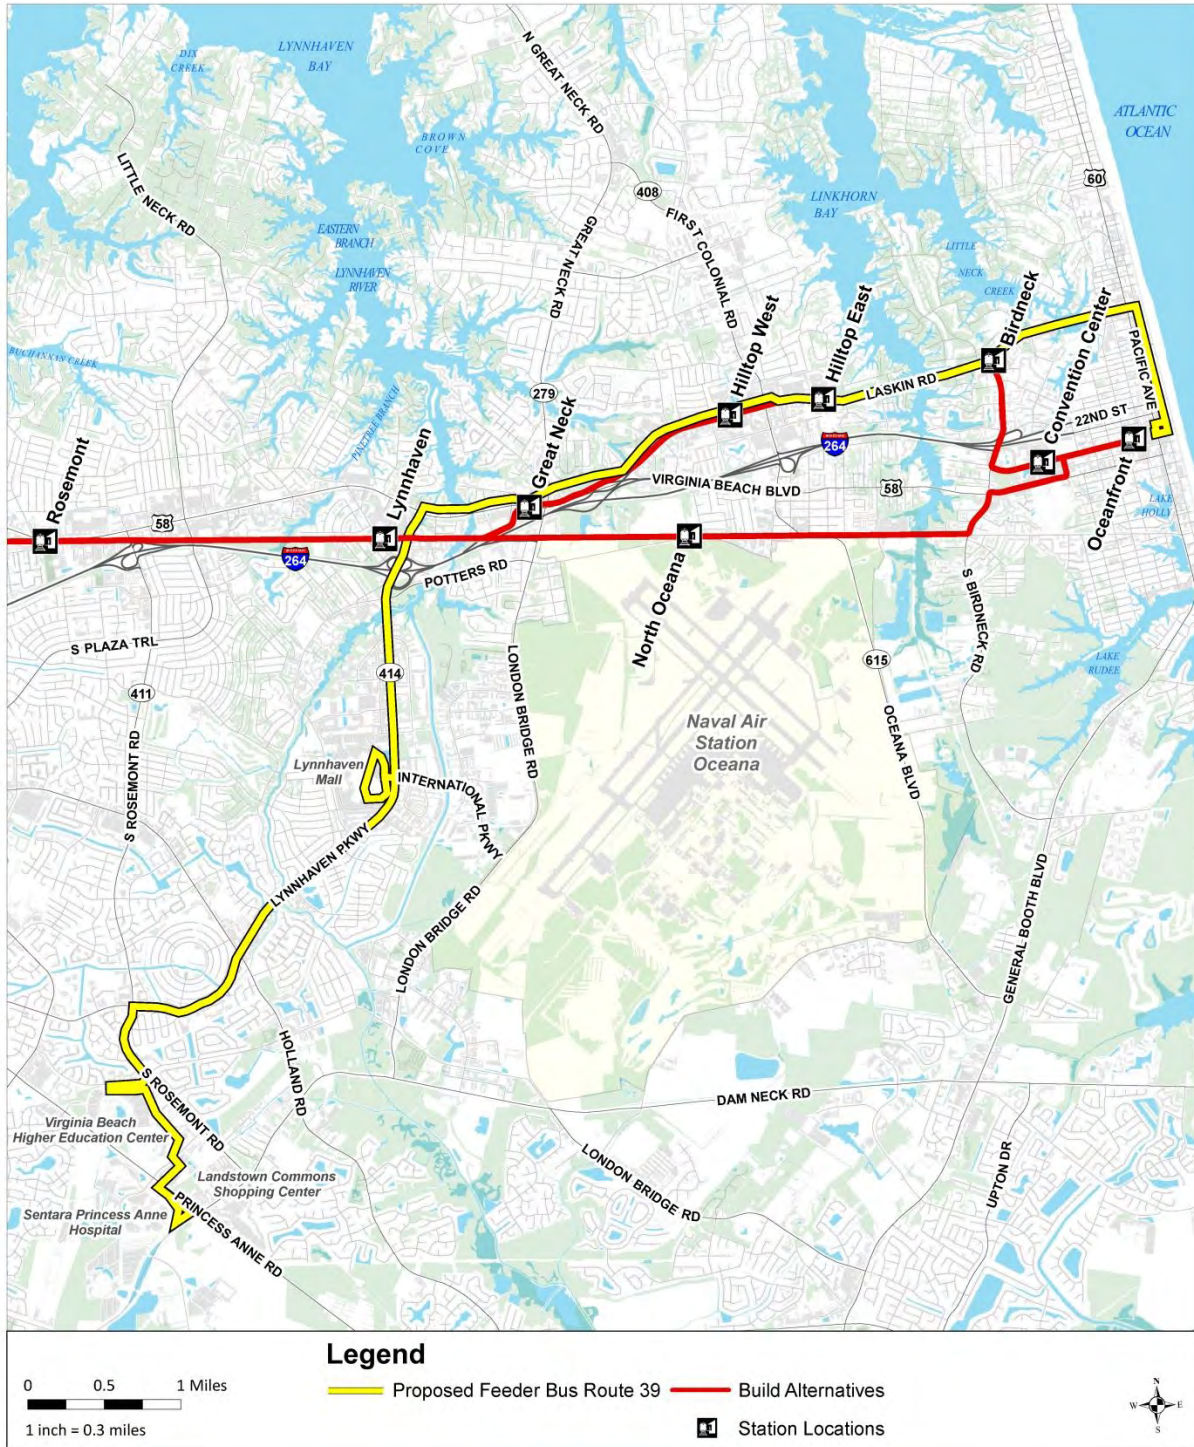 DIX
CREEK
LYNNHAVEN
BAY
N GREAT NECK RD
ATLANTIC
OCEAN
BROWN
COVE
LITTLE NECK RD
60
408
LINKHORN
BAY
FIRST COLONIAL RD
EASTERN
BRANCH
LYNNHAVEN
RIVER
GREAT NECK RD
LITTLE
NECK
CREEK
BUCHANNAN CREEK
PINETREE BRANCH
279
Hilltop West
Hilltop East
Birdneck
Convention Center
PACIFIC AVE
LASKIN RD
22ND ST
Rosemont
Lynnhaven
Great Neck
264
VIRGINIA BEACH BLVD
58
Oceanfront
LAKE
HOLLY
58
264
POTTERS RD
North Oceana
S BIRDNECK RD
S PLAZA TRL
411
414
LONDON BRIDGE RD
615
LAKE
RUDEE
S ROSEMONT RD
Naval Air
Station
Oceana
OCEANA BLVD
Lynnhaven
Mall
INTERNATIONAL PKWY
LYNNHAVEN PKWY
LONDON BRIDGE RD
GENERAL BOOTH BLVD
HOLLAND RD
S ROSEMONT RD
DAM NECK RD
Virginia Beach
Higher Education Center
LONDON BRIDGE RD
UPTON DR
Landstown Commons
Shopping Center
Sentara Princess Anne
Hospital
PRINCESS ANNE RD
Legend
0 0.5 1 Miles
1 inch = 0.3 miles
Proposed Feeder Bus Route 39
Build Alternatives
Station Locations
N
W E
S